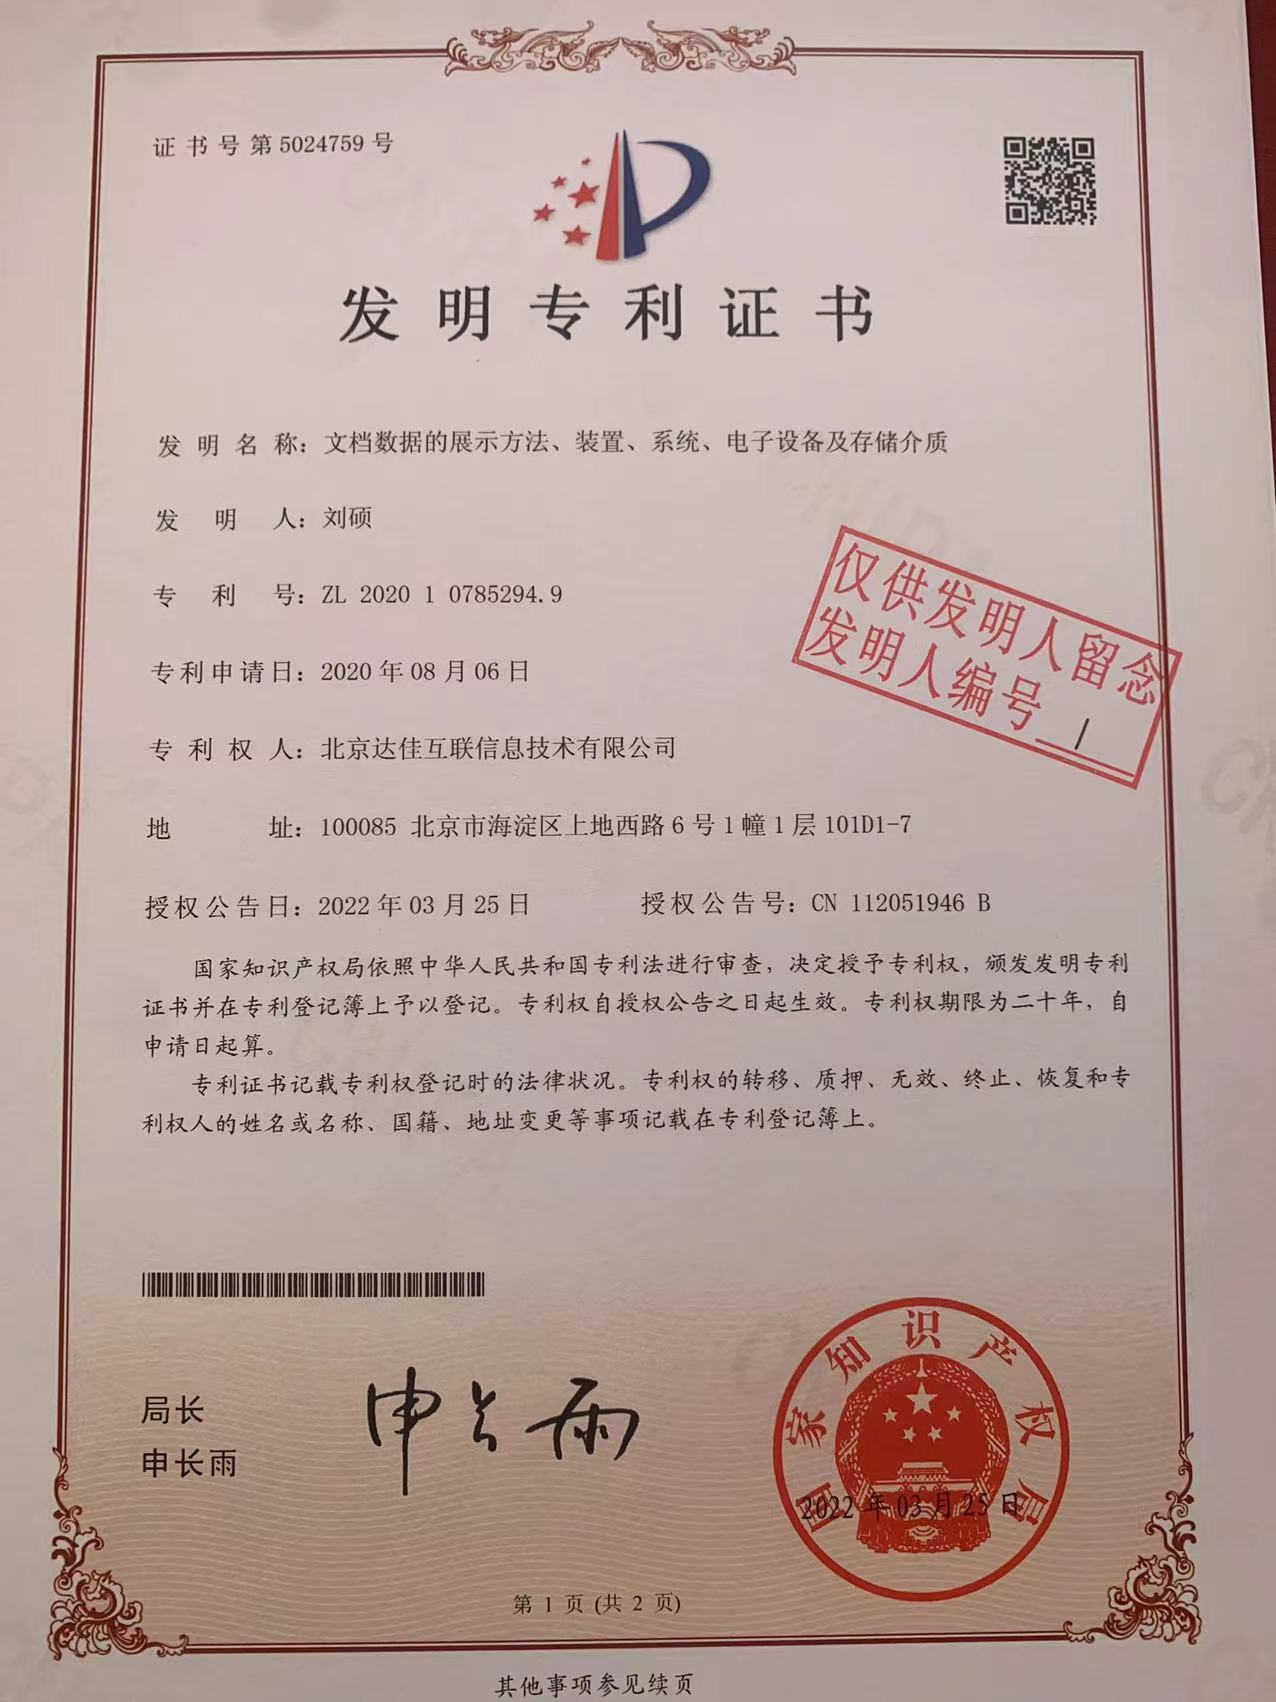 证书号第5024759号
发明专利证书
发明名称：文档数据的展示方法、装置、系统、电子设备及存储介质
发明人：刘硕
专利号：ZL 2020 1 0785294.9
仅供发明人留念
发明人编号 1
专利申请日：2020年08月06日
专利权人：北京达佳互联信息技术有限公司
地址：100085 北京市海淀区上地西路6号1幢1层101D1-7
授权公告日：2022年03月25日 授权公告号：CN 112051946 B
国家知识产权局依照中华人民共和国专利法进行审查，决定授予专利权，颁发发明专利
证书并在专利登记簿上予以登记。专利权自授权公告之日起生效。专利权期限为二十年，自
申请日起算。
专利证书记载专利权登记时的法律状况。专利权的转移、质押、无效、终止、恢复和专
利权人的姓名或名称、国籍、地址变更等事项记载在专利登记簿上。
局长
申长雨
申长雨
国家知识产权局
2022年03月25日
第 1 页 (共 2 页)
其他事项参见续页